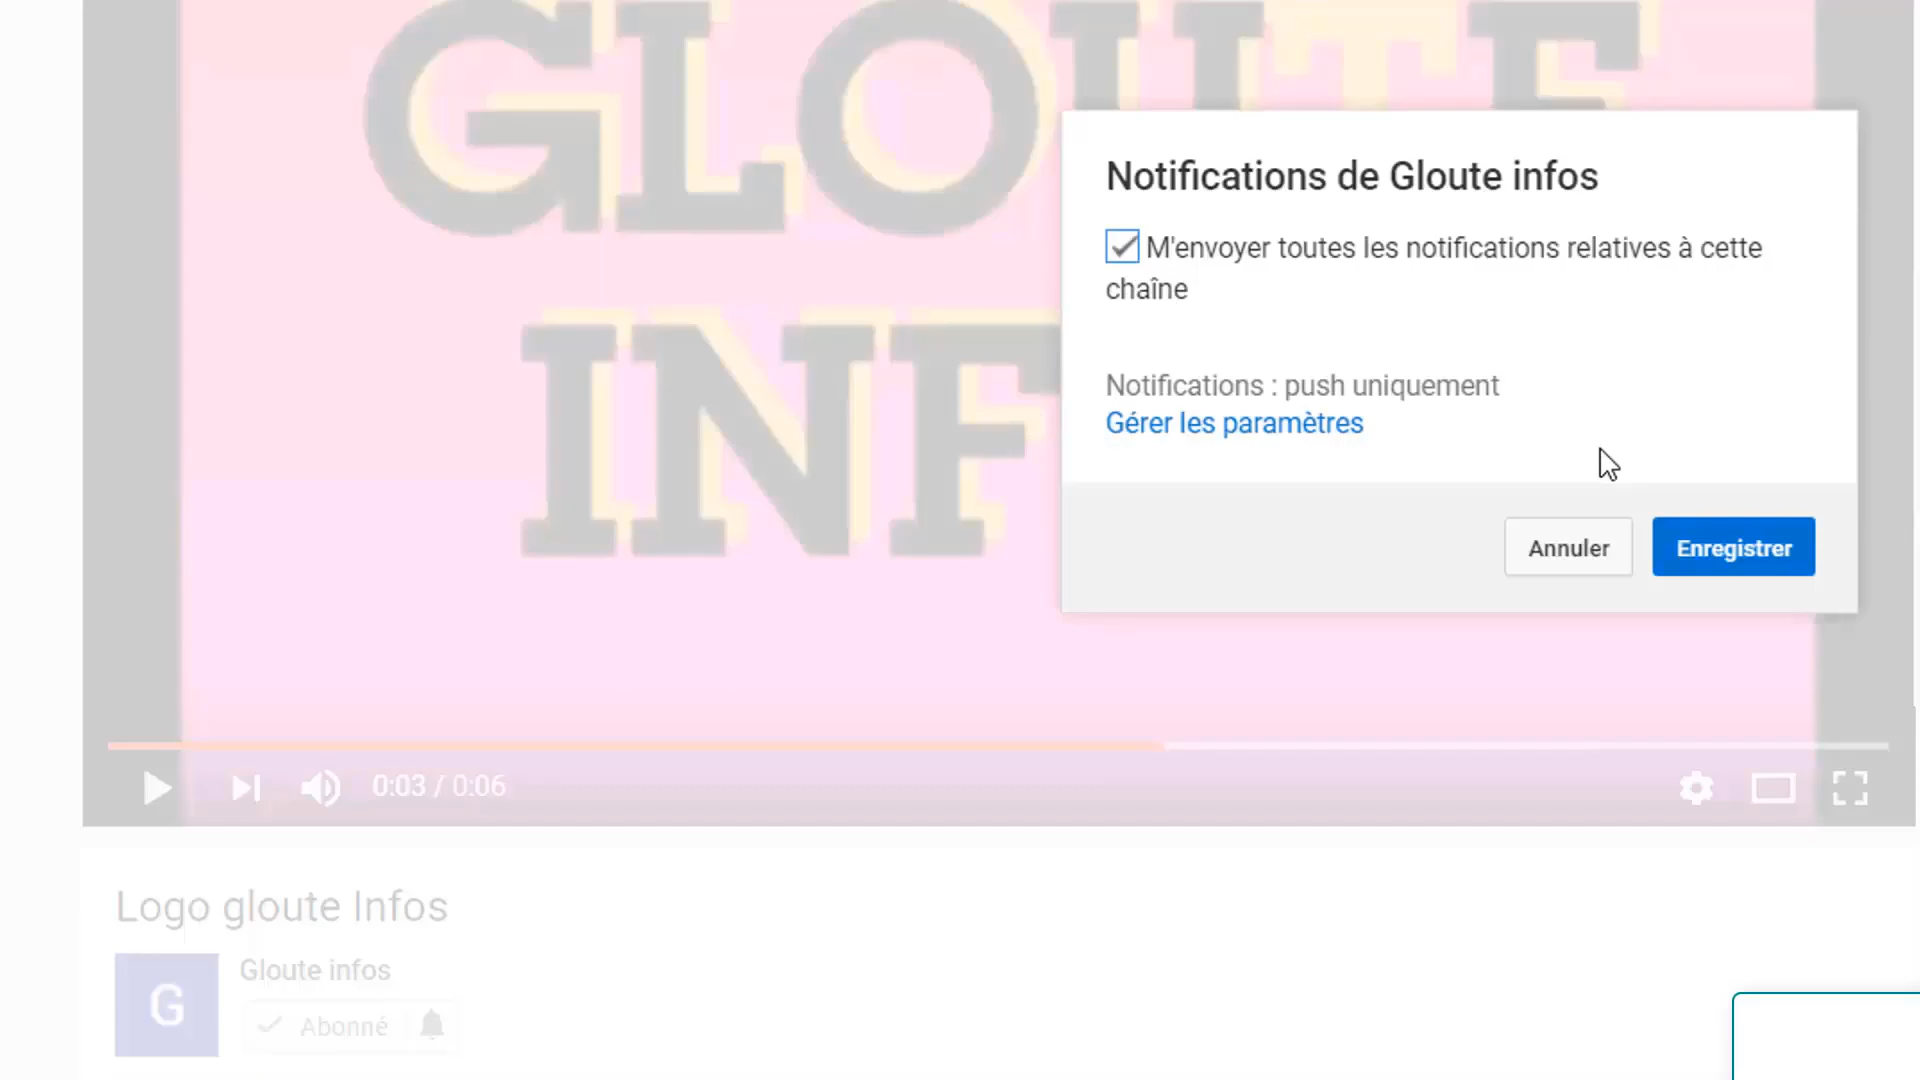 GLOUTE
Notifications de Gloute infos
M'envoyer toutes les notifications relatives à cette
chaîne
INF
Notifications : push uniquement
Gérer les paramètres
Annuler
Enregistrer
0:03 / 0:06
Logo gloute Infos
G
Gloute infos
Abonné